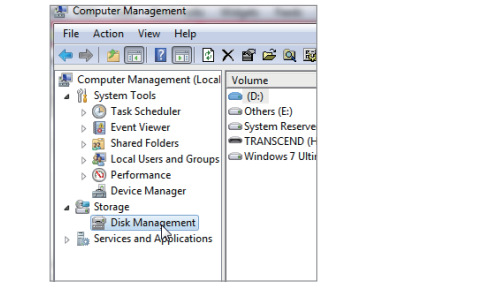 Computer Management
File Action View Help
Computer Management (Local
System Tools
Task Scheduler
Event Viewer
Shared Folders
Local Users and Groups
Performance
Device Manager
Storage
Disk Management
Services and Applications
Volume
(D:)
Others (E:)
System Reserve
TRANSCEND (H
Windows 7 Ulti